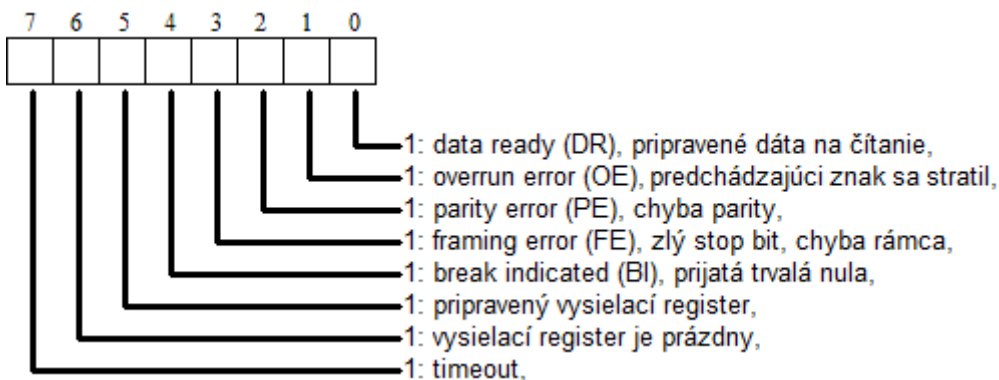 7 6 5 4 3 2 1 0
1: data ready (DR), pripravené dáta na čítanie,
1: overrun error (OE), predchádzajúci znak sa stratil,
1: parity error (PE), chyba parity,
1: framing error (FE), zlý stop bit, chyba rámca,
1: break indicated (BI), prijatá trvalá nula,
1: pripravený vysielací register,
1: vysielací register je prázdny,
1: timeout,